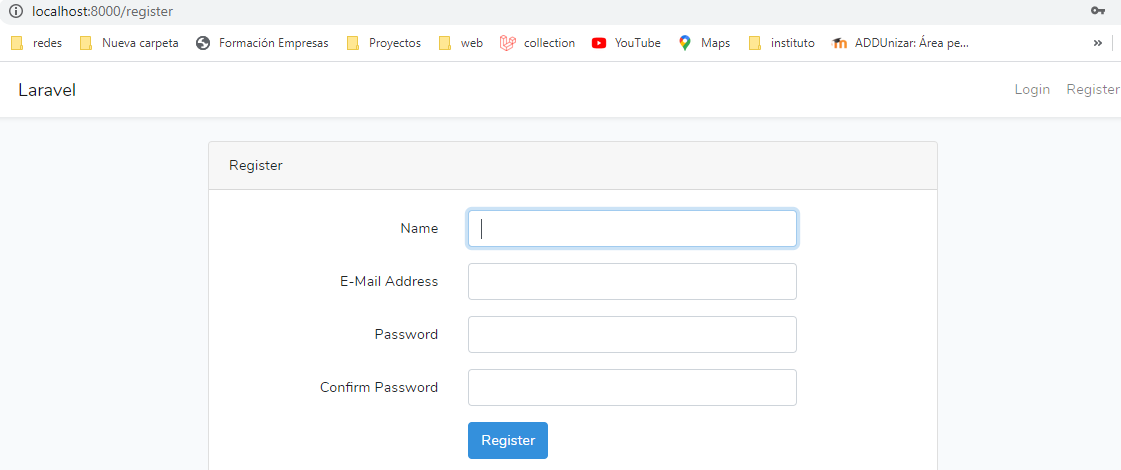 localhost:8000/register
redes Nueva carpeta Formación Empresas Proyectos web collection YouTube Maps instituto ADDUnizar: Área pe... »
Laravel Login Register
Register
Name
E-Mail Address
Password
Confirm Password
Register